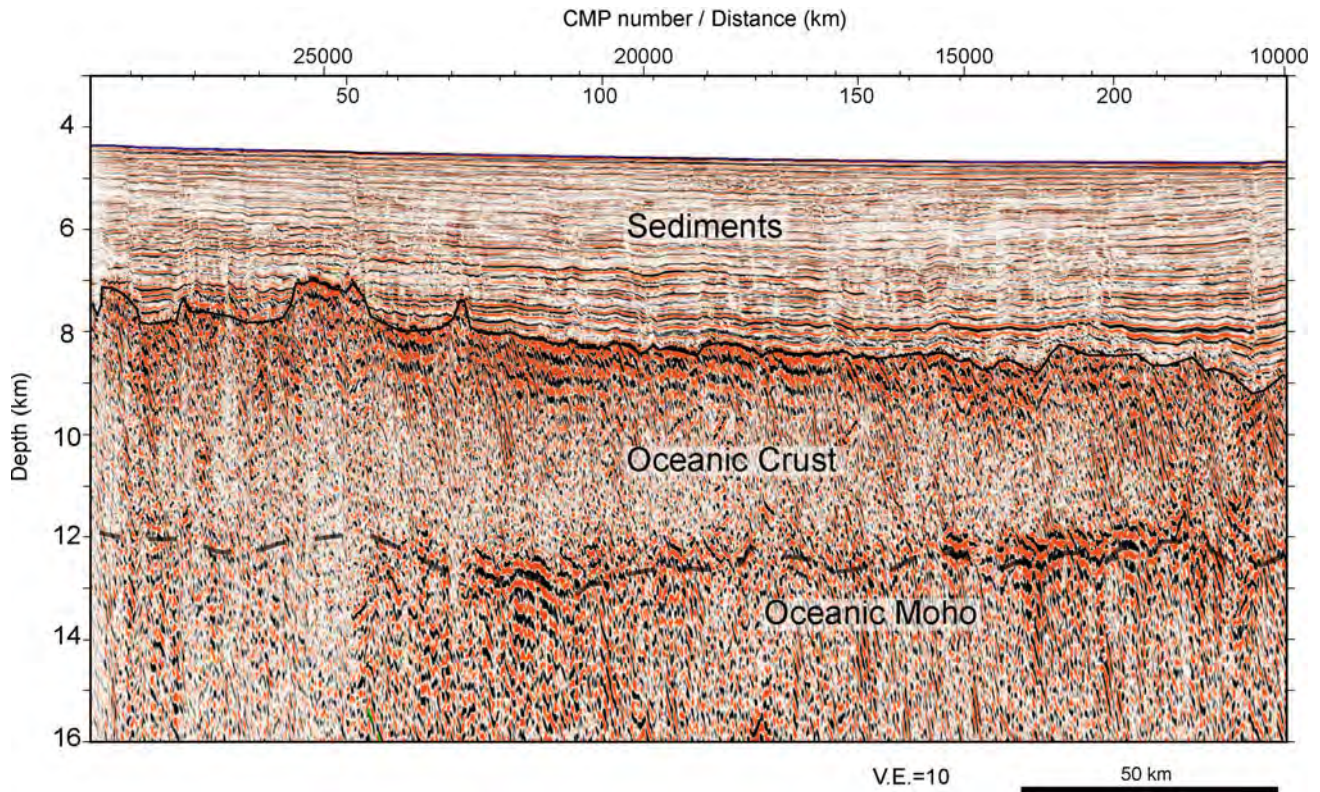 CMP number / Distance (km)
25000 20000 15000 10000
50 100 150 200
Depth (km)
4
6
Sediments
8
10
Oceanic Crust
12
Oceanic Moho
14
16
V.E.=10 50 km